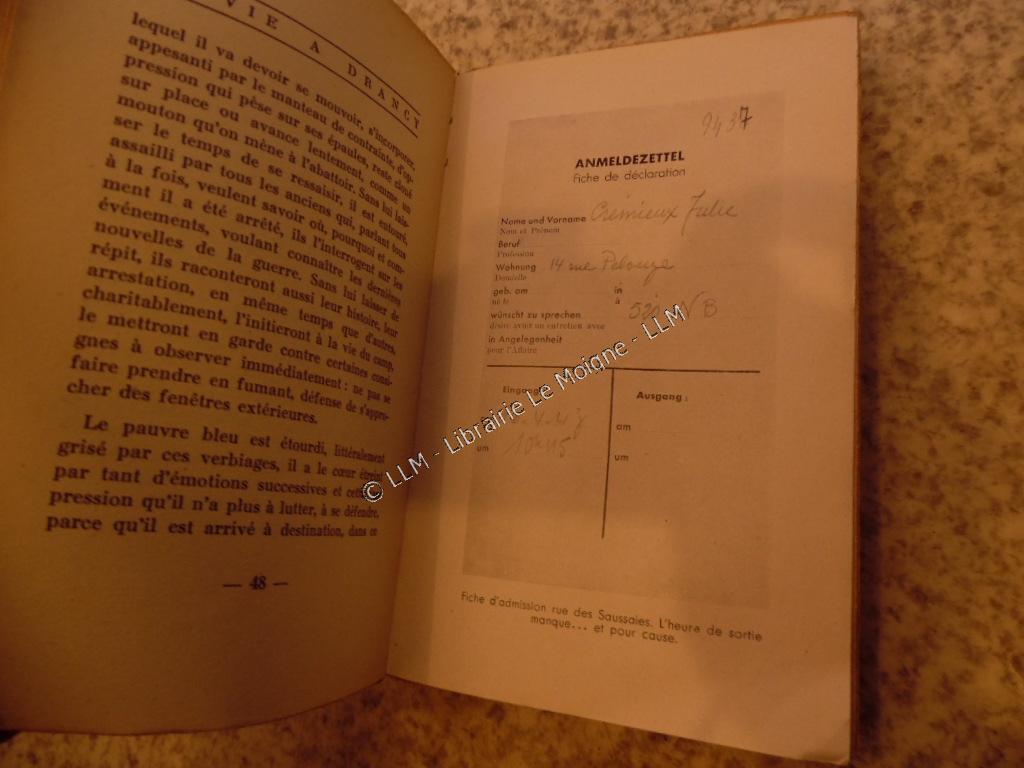 VIE A DRANCY
lequel il va devoir se mouvoir, s'incorporer,
appesanti par le manteau de contrainte, d'op-
pression qui pèse sur ses épaules, reste cloué
sur place ou avance lentement, comme un
mouton qu'on mène à l'abattoir. Sans lui lais-
ser le temps de se ressaisir, il est entouré,
assailli par tous les anciens qui, parlant tous
à la fois, veulent savoir où, pourquoi et com-
ment il a été arrêté, ils l'interrogent sur les
événements, voulant connaître les dernières
nouvelles de la guerre. Sans lui laisser de
répit, ils raconteront aussi leur histoire, leur
arrestation, en même temps que d'autres,
charitablement, l'initieront à la vie du camp,
le mettront en garde contre certaines consi-
gnes à observer immédiatement : ne pas se
faire prendre en fumant, défense de s'appro-
cher des fenêtres extérieures.
Le pauvre bleu est étourdi, littéralement
grisé par ces verbiages, il a le cœur étreint
par tant d'émotions successives et cette
pression qu'il n'a plus à lutter, à se défendre,
parce qu'il est arrivé à destination, dans ce
— 48 —
9437
ANMELDEZETTEL
Fiche de déclaration
Name und Vorname Crémieux Julie
Nom et Prénom
Beruf
Profession
Wohnung 14 rue Pelouze
Domicile
geb. am in
né le à
wünscht zu sprechen
désire avoir un entretien avec
in Angelegenheit
pour l'Affaire
Eingang
Ausgang :
am
um 10h45
um
Fiche d'admission rue des Saussaies. L'heure de sortie
manque... et pour cause.
© LLM - Librairie Le Moigne - LLM